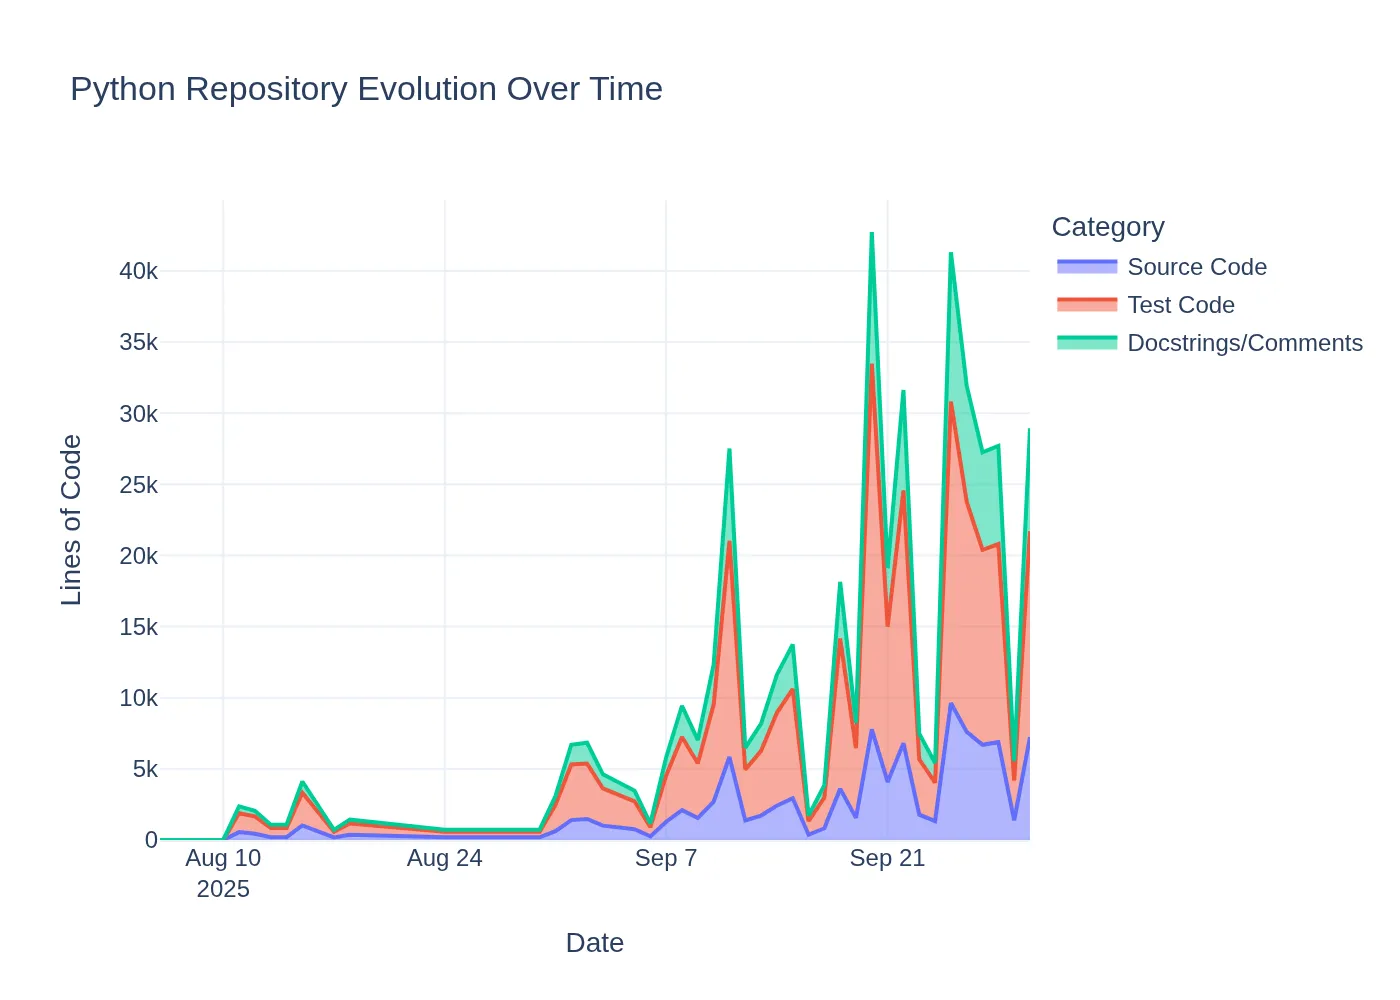 Python Repository Evolution Over Time
Category
Source Code
Test Code
Docstrings/Comments
Lines of Code
40k
35k
30k
25k
20k
15k
10k
5k
0
Aug 10
2025
Aug 24
Sep 7
Sep 21
Date